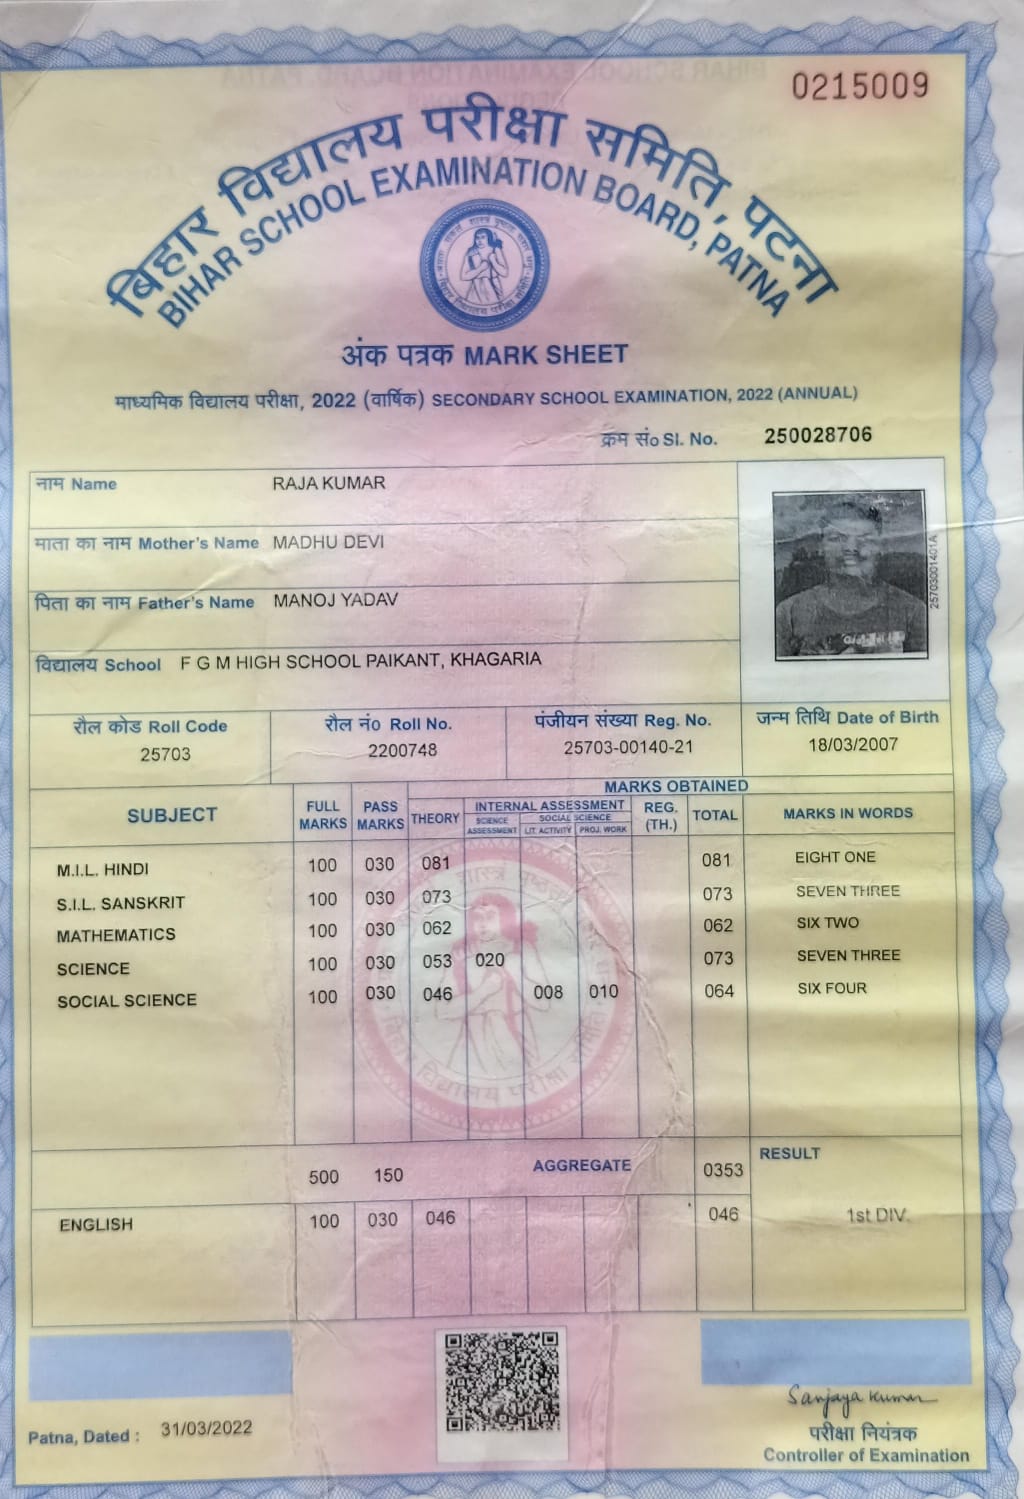 0215009
बिहार विद्यालय परीक्षा समिति, पटना
BIHAR SCHOOL EXAMINATION BOARD, PATNA
अंक पत्रक MARK SHEET
माध्यमिक विद्यालय परीक्षा, 2022 (वार्षिक) SECONDARY SCHOOL EXAMINATION, 2022 (ANNUAL)
क्रम सं० Sl. No. 250028706
नाम Name RAJA KUMAR
माता का नाम Mother's Name MADHU DEVI
पिता का नाम Father's Name MANOJ YADAV
विद्यालय School F G M HIGH SCHOOL PAIKANT, KHAGARIA
25703001401A
रौल कोड Roll Code रौल नं० Roll No. पंजीयन संख्या Reg. No. जन्म तिथि Date of Birth
25703 2200748 25703-00140-21 18/03/2007
MARKS OBTAINED
SUBJECT FULL MARKS PASS MARKS THEORY INTERNAL ASSESSMENT REG. (TH.) TOTAL MARKS IN WORDS
SCIENCE ASSESSMENT SOCIAL SCIENCE
LIT. ACTIVITY PROJ. WORK
M.I.L. HINDI 100 030 081 081 EIGHT ONE
S.I.L. SANSKRIT 100 030 073 073 SEVEN THREE
MATHEMATICS 100 030 062 062 SIX TWO
SCIENCE 100 030 053 020 073 SEVEN THREE
SOCIAL SCIENCE 100 030 046 008 010 064 SIX FOUR
500 150 AGGREGATE 0353 RESULT
ENGLISH 100 030 046 046 1st DIV.
Patna, Dated : 31/03/2022
Sanjaya Kumar
परीक्षा नियंत्रक
Controller of Examination